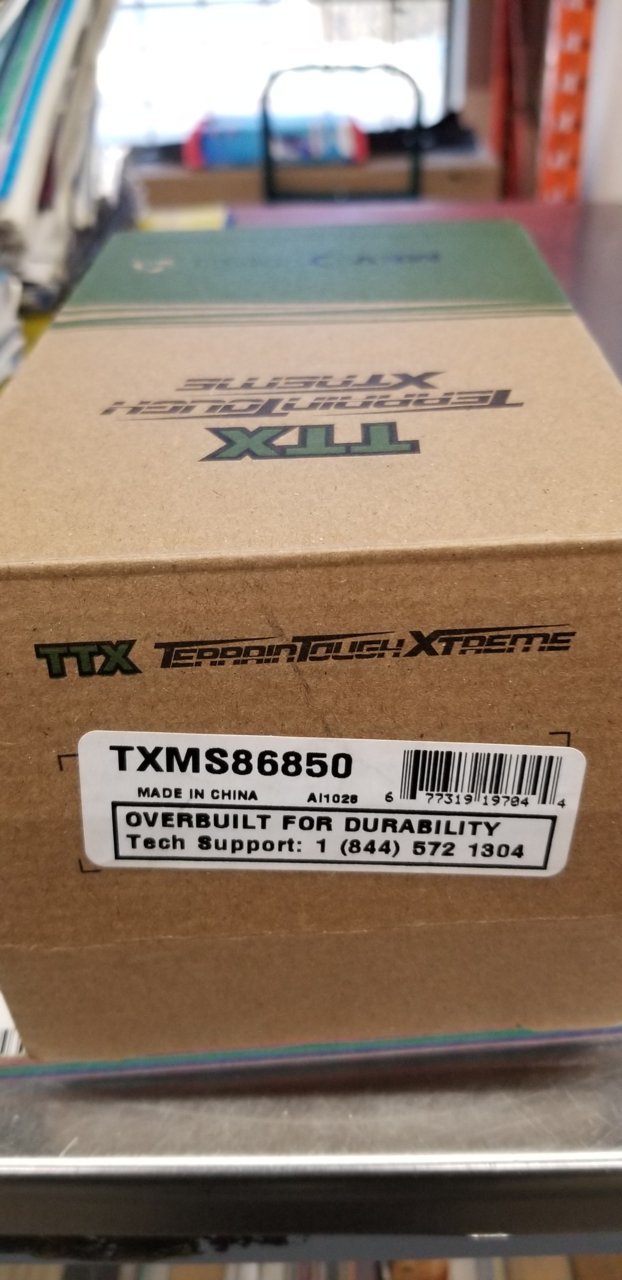 TTX
TERRAINTOUGH
XTREME
TTX TERRAINTOUGH XTREME
TXMS86850
MADE IN CHINA AI1028
6 77319 19704 4
OVERBUILT FOR DURABILITY
Tech Support: 1 (844) 572 1304